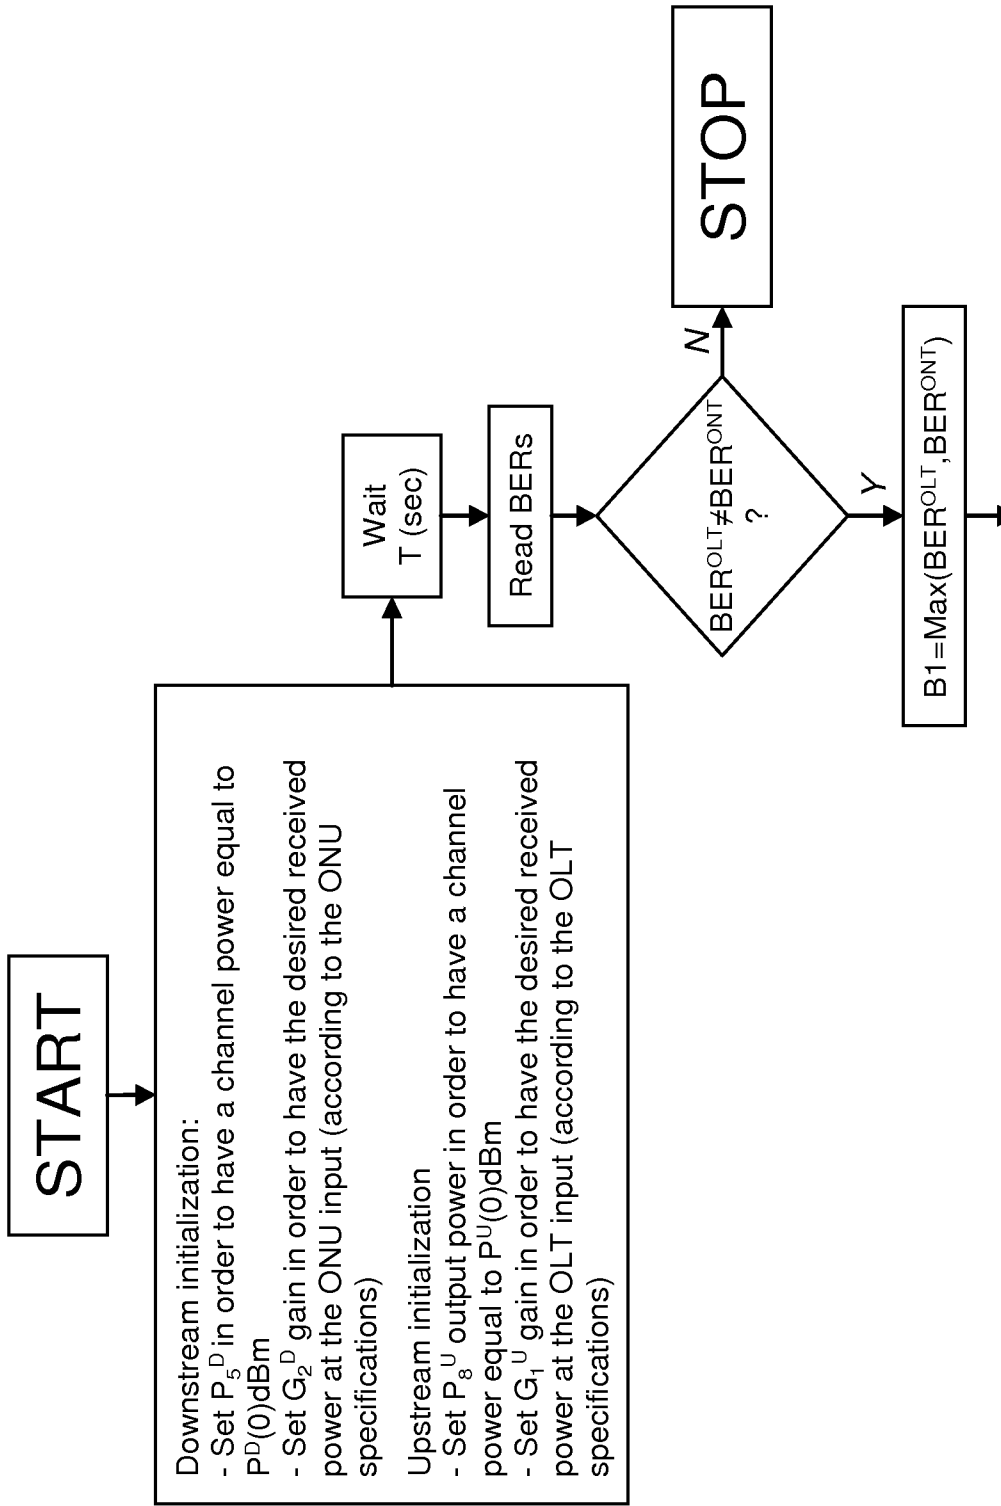 START
Downstream initialization:
- Set P₅ᴰ in order to have a channel power equal to
Pᴰ(0)dBm
- Set G₂ᴰ gain in order to have the desired received
power at the ONU input (according to the ONU
specifications)
Upstream initialization
- Set P₈ᵁ output power in order to have a channel
power equal to Pᵁ(0)dBm
- Set G₁ᵁ gain in order to have the desired received
power at the OLT input (according to the OLT
specifications)
Wait
T (sec)
Read BERs
BERᴼᴸᵀ≠BERᴼᴺᵀ
?
N
STOP
Y
B1=Max(BERᴼᴸᵀ,BERᴼᴺᵀ)